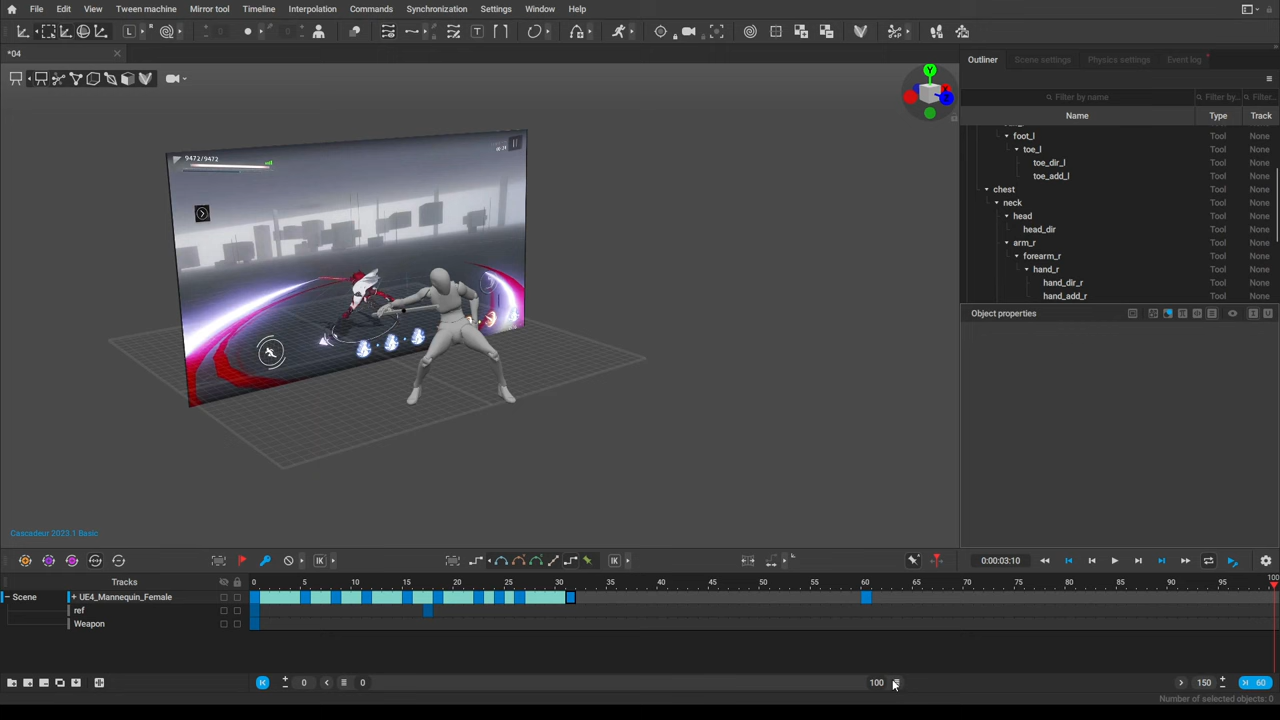 File Edit View Tween machine Mirror tool Timeline Interpolation Commands Synchronization Settings Window Help
L T
*04
Outliner Scene settings Physics settings Event log
Filter by name Filter by... Filter...
Name Type Track
foot_l Tool None
toe_l Tool None
toe_dir_l Tool None
toe_add_l Tool None
chest Tool None
neck Tool None
head Tool None
head_dir Tool None
arm_r Tool None
forearm_r Tool None
hand_r Tool None
hand_dir_r Tool None
hand_add_r Tool None
Object properties
Y
9472/9472
Cascadeur 2023.1 Basic
IK IK 0:00:03:10
Tracks 0 5 10 15 20 25 30 35 40 45 50 55 60 65 70 75 80 85 90 95 100
Scene + UE4_Mannequin_Female
ref
Weapon
0 0 100 150 60
Number of selected objects: 0